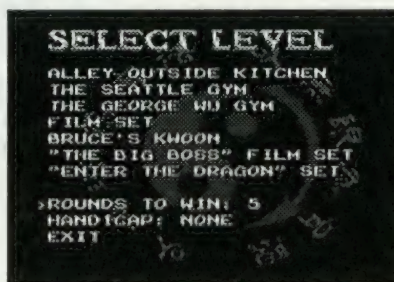 SELECT LEVEL
ALLEY OUTSIDE KITCHEN
THE SEATTLE GYM
THE GEORGE WU GYM
FILM SET
BRUCE'S KWOON
"THE BIG BOSS" FILM SET
"ENTER THE DRAGON" SET
›ROUNDS TO WIN: 5
HANDICAP: NONE
EXIT